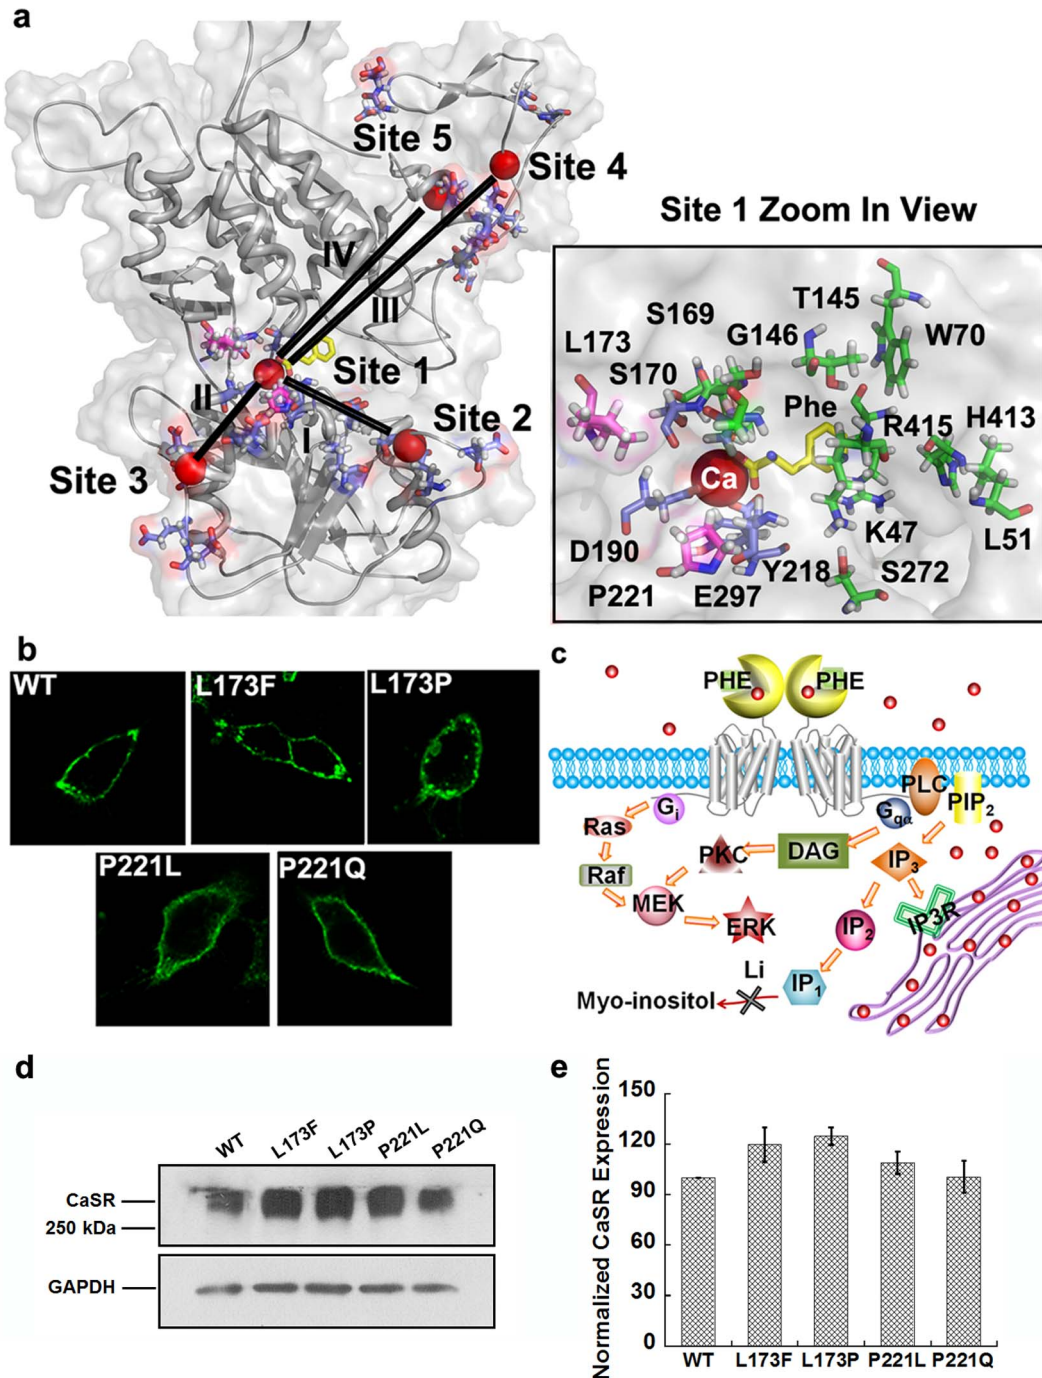 a
Site 5
Site 4
IV
III
Site 1
II
I
Site 2
Site 3
Site 1 Zoom In View
T145
S169
G146
W70
L173
S170
Phe
H413
R415
Ca
K47
L51
D190
Y218
S272
P221
E297
b
WT
L173F
L173P
P221L
P221Q
c
PHE
PHE
PLC
PIP2
Gi
Gqα
Ras
PKC
DAG
IP3
Raf
MEK
ERK
IP2
IP3R
Li
IP1
Myo-inositol
d
WT
L173F
L173P
P221L
P221Q
CaSR
250 kDa
GAPDH
e
Normalized CaSR Expression
150
120
90
60
30
0
WT
L173F
L173P
P221L
P221Q